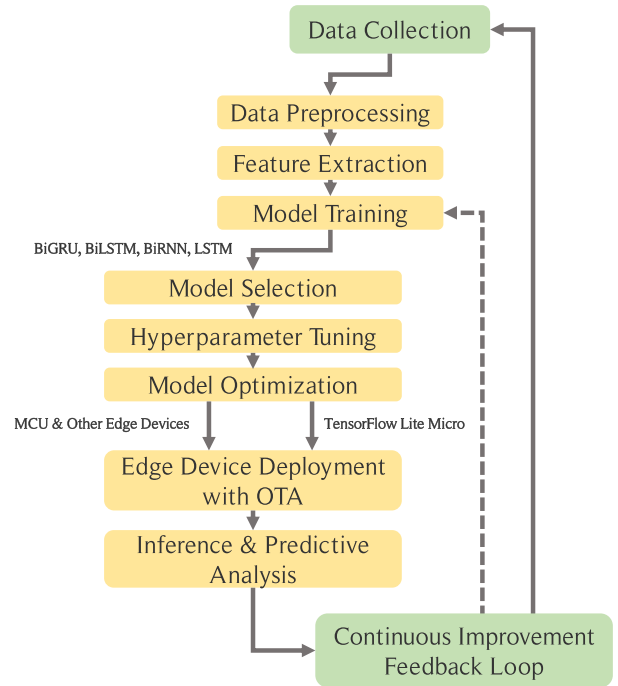 Data Collection
Data Preprocessing
Feature Extraction
Model Training
BiGRU, BiLSTM, BiRNN, LSTM
Model Selection
Hyperparameter Tuning
Model Optimization
MCU & Other Edge Devices
TensorFlow Lite Micro
Edge Device Deployment
with OTA
Inference & Predictive
Analysis
Continuous Improvement
Feedback Loop